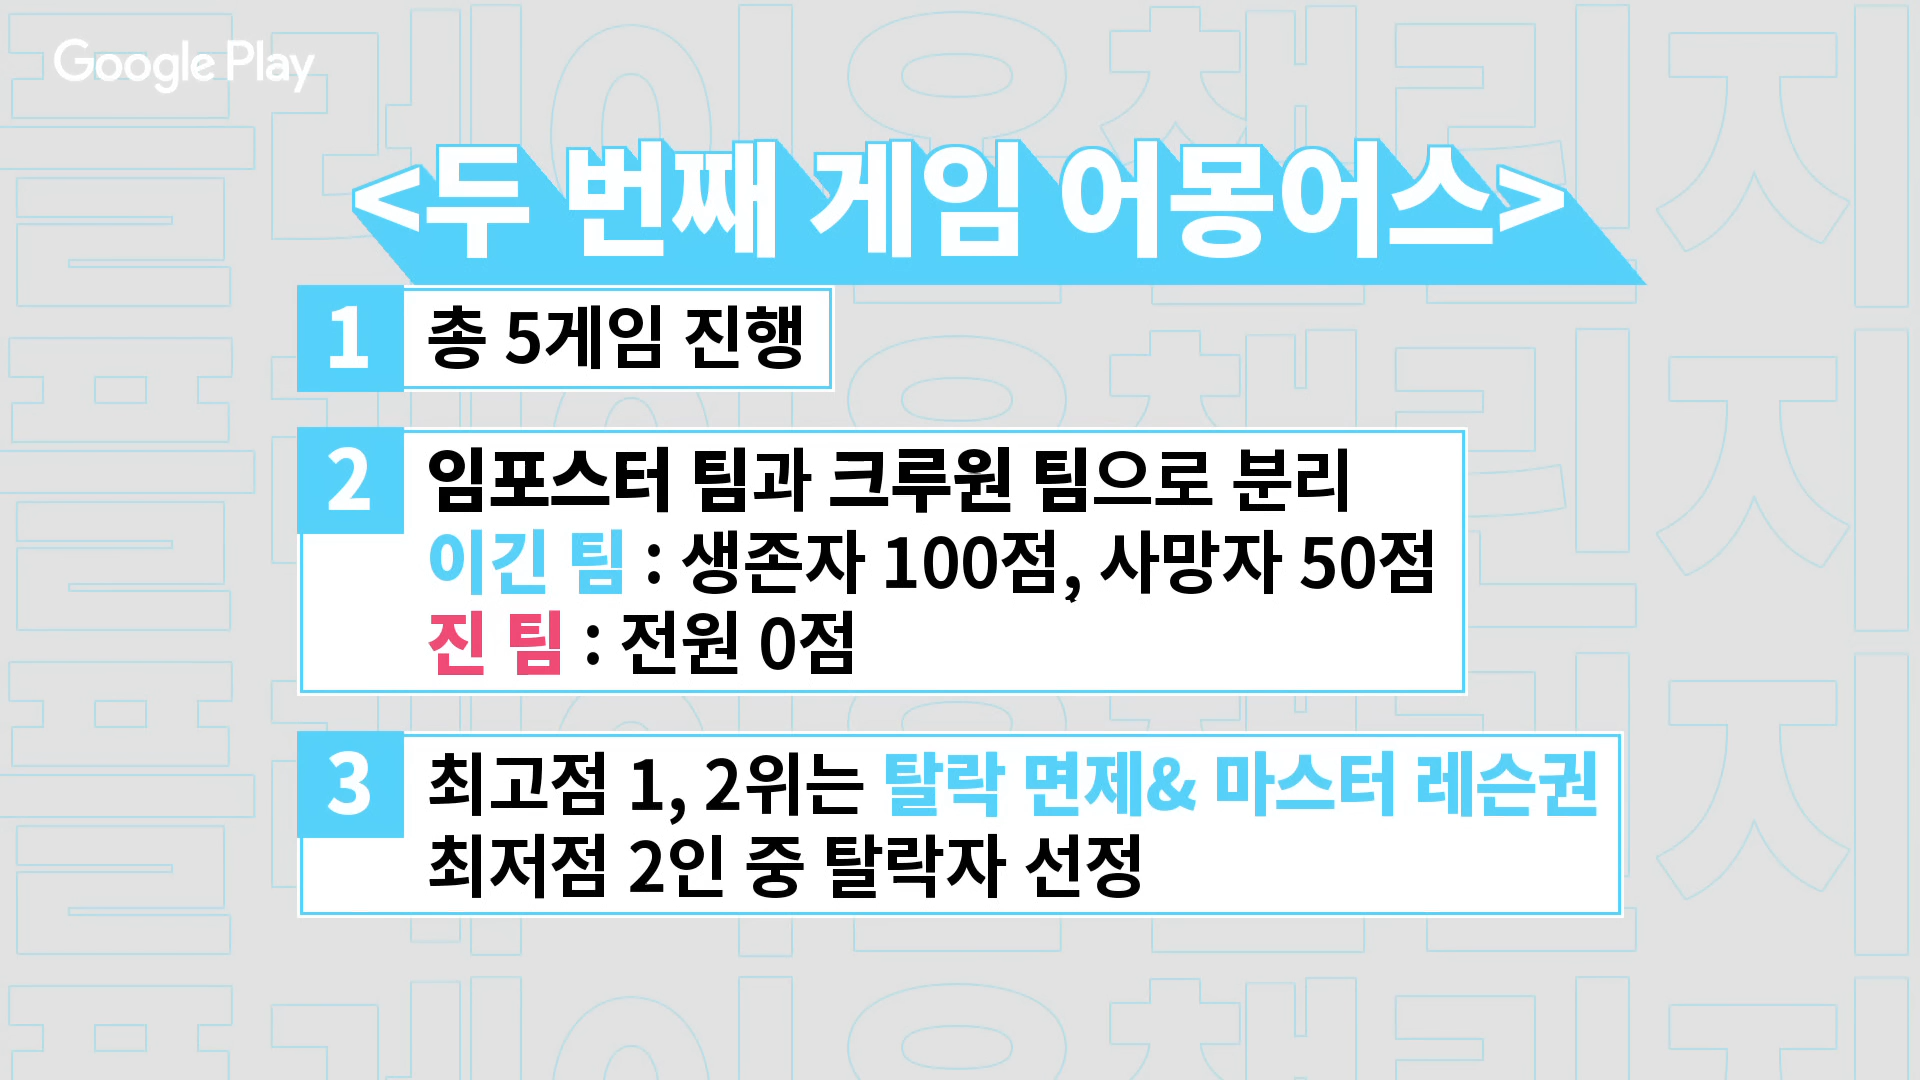 Google Play
<두 번째 게임 어몽어스>
1 총 5게임 진행
2 임포스터 팀과 크루원 팀으로 분리
이긴 팀 : 생존자 100점, 사망자 50점
진 팀 : 전원 0점
3 최고점 1, 2위는 탈락 면제& 마스터 레슨권
최저점 2인 중 탈락자 선정